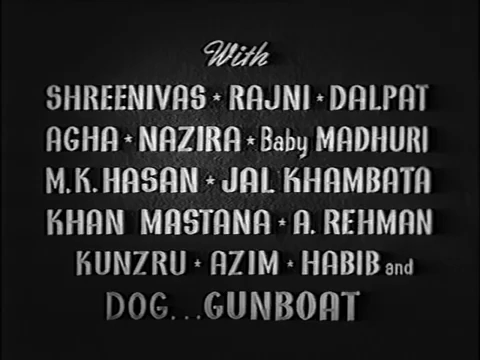 With
SHREENIVAS ★ RAJNI ★ DALPAT
AGHA ★ NAZIRA ★ Baby MADHURI
M.K. HASAN ★ JAL KHAMBATA
KHAN MASTANA ★ A. REHMAN
KUNZRU ★ AZIM ★ HABIB and
DOG... GUNBOAT